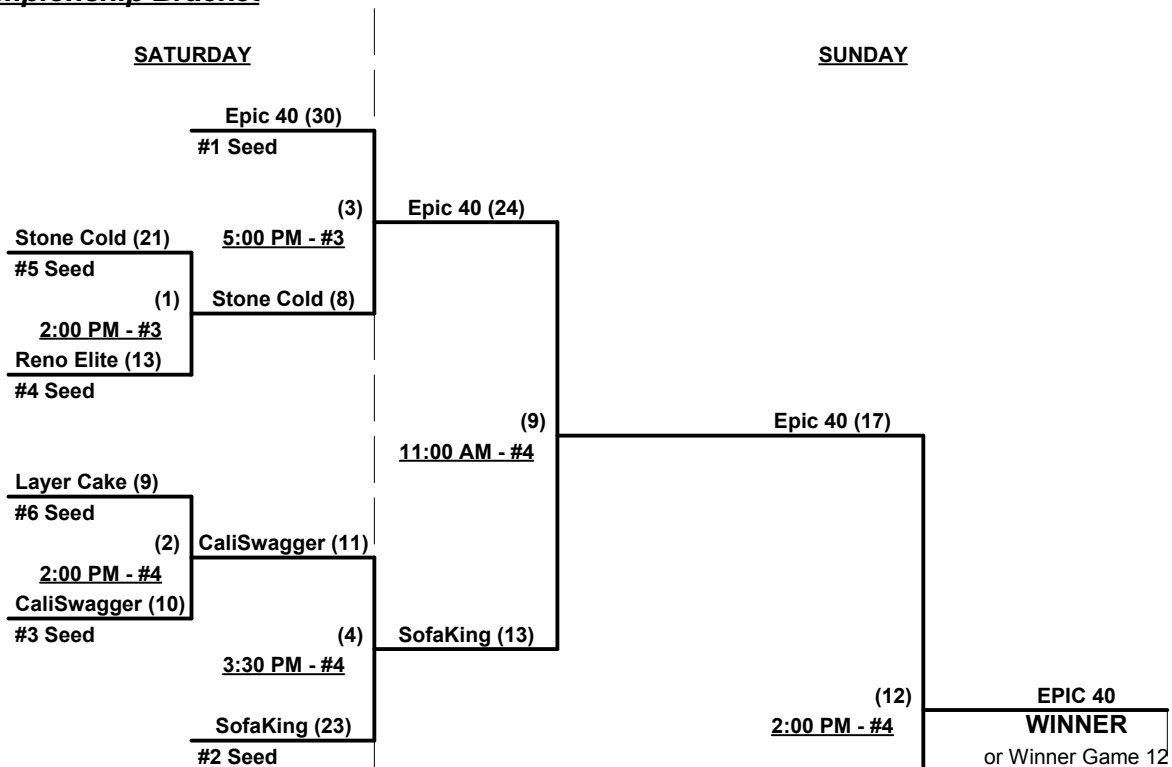 SATURDAY
SUNDAY
Epic 40 (30)
#1 Seed
(3)
Epic 40 (24)
Stone Cold (21)
5:00 PM - #3
#5 Seed
(1)
Stone Cold (8)
2:00 PM - #3
Reno Elite (13)
#4 Seed
(9)
Epic 40 (17)
11:00 AM - #4
Layer Cake (9)
#6 Seed
(2)
CaliSwagger (11)
2:00 PM - #4
CaliSwagger (10)
#3 Seed
(4)
SofaKing (13)
3:30 PM - #4
(12)
EPIC 40
SofaKing (23)
2:00 PM - #4
WINNER
#2 Seed
or Winner Game 12